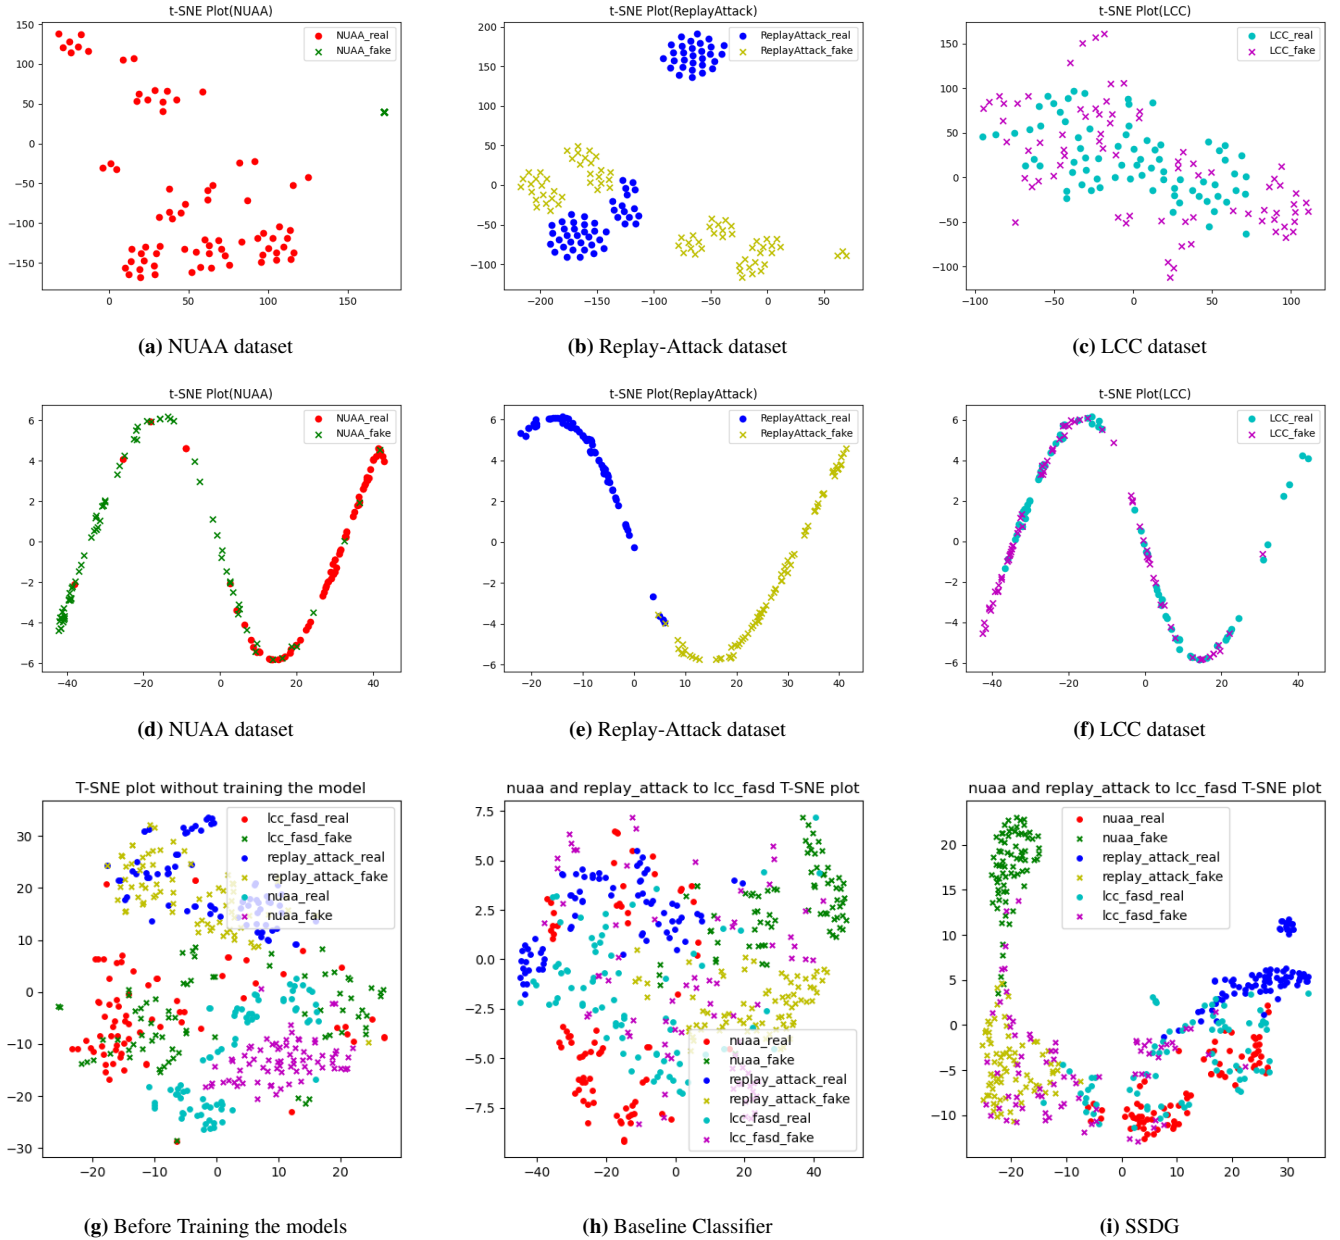 t-SNE Plot(NUAA)
NUAA_real
NUAA_fake
150
100
50
0
−50
−100
−150
0
50
100
150
(a) NUAA dataset
t-SNE Plot(ReplayAttack)
ReplayAttack_real
ReplayAttack_fake
200
150
100
50
0
−50
−100
−200
−150
−100
−50
0
50
(b) Replay-Attack dataset
t-SNE Plot(LCC)
LCC_real
LCC_fake
150
100
50
0
−50
−100
−100
−50
0
50
100
(c) LCC dataset
t-SNE Plot(NUAA)
NUAA_real
NUAA_fake
6
4
2
0
−2
−4
−6
−40
−20
0
20
40
(d) NUAA dataset
t-SNE Plot(ReplayAttack)
ReplayAttack_real
ReplayAttack_fake
6
4
2
0
−2
−4
−6
−20
−10
0
10
20
30
40
(e) Replay-Attack dataset
t-SNE Plot(LCC)
LCC_real
LCC_fake
6
4
2
0
−2
−4
−6
−40
−20
0
20
40
(f) LCC dataset
T-SNE plot without training the model
lcc_fasd_real
lcc_fasd_fake
replay_attack_real
replay_attack_fake
nuaa_real
nuaa_fake
30
20
10
0
−10
−20
−30
−20
−10
0
10
20
(g) Before Training the models
nuaa and replay_attack to lcc_fasd T-SNE plot
7.5
5.0
2.5
0.0
−2.5
−5.0
−7.5
nuaa_real
nuaa_fake
replay_attack_real
replay_attack_fake
lcc_fasd_real
lcc_fasd_fake
−40
−20
0
20
40
(h) Baseline Classifier
nuaa and replay_attack to lcc_fasd T-SNE plot
nuaa_real
nuaa_fake
replay_attack_real
replay_attack_fake
lcc_fasd_real
lcc_fasd_fake
20
15
10
5
0
−5
−10
−20
−10
0
10
20
30
(i) SSDG